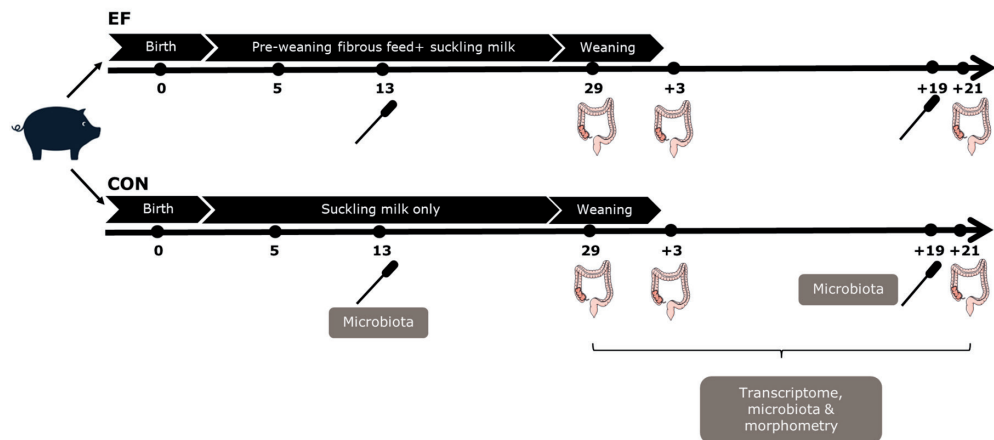 EF
Birth
Pre-weaning fibrous feed+ suckling milk
Weaning
0
5
13
29
+3
+19
+21
CON
Birth
Suckling milk only
Weaning
0
5
13
29
+3
+19
+21
Microbiota
Microbiota
Transcriptome,
microbiota &
morphometry